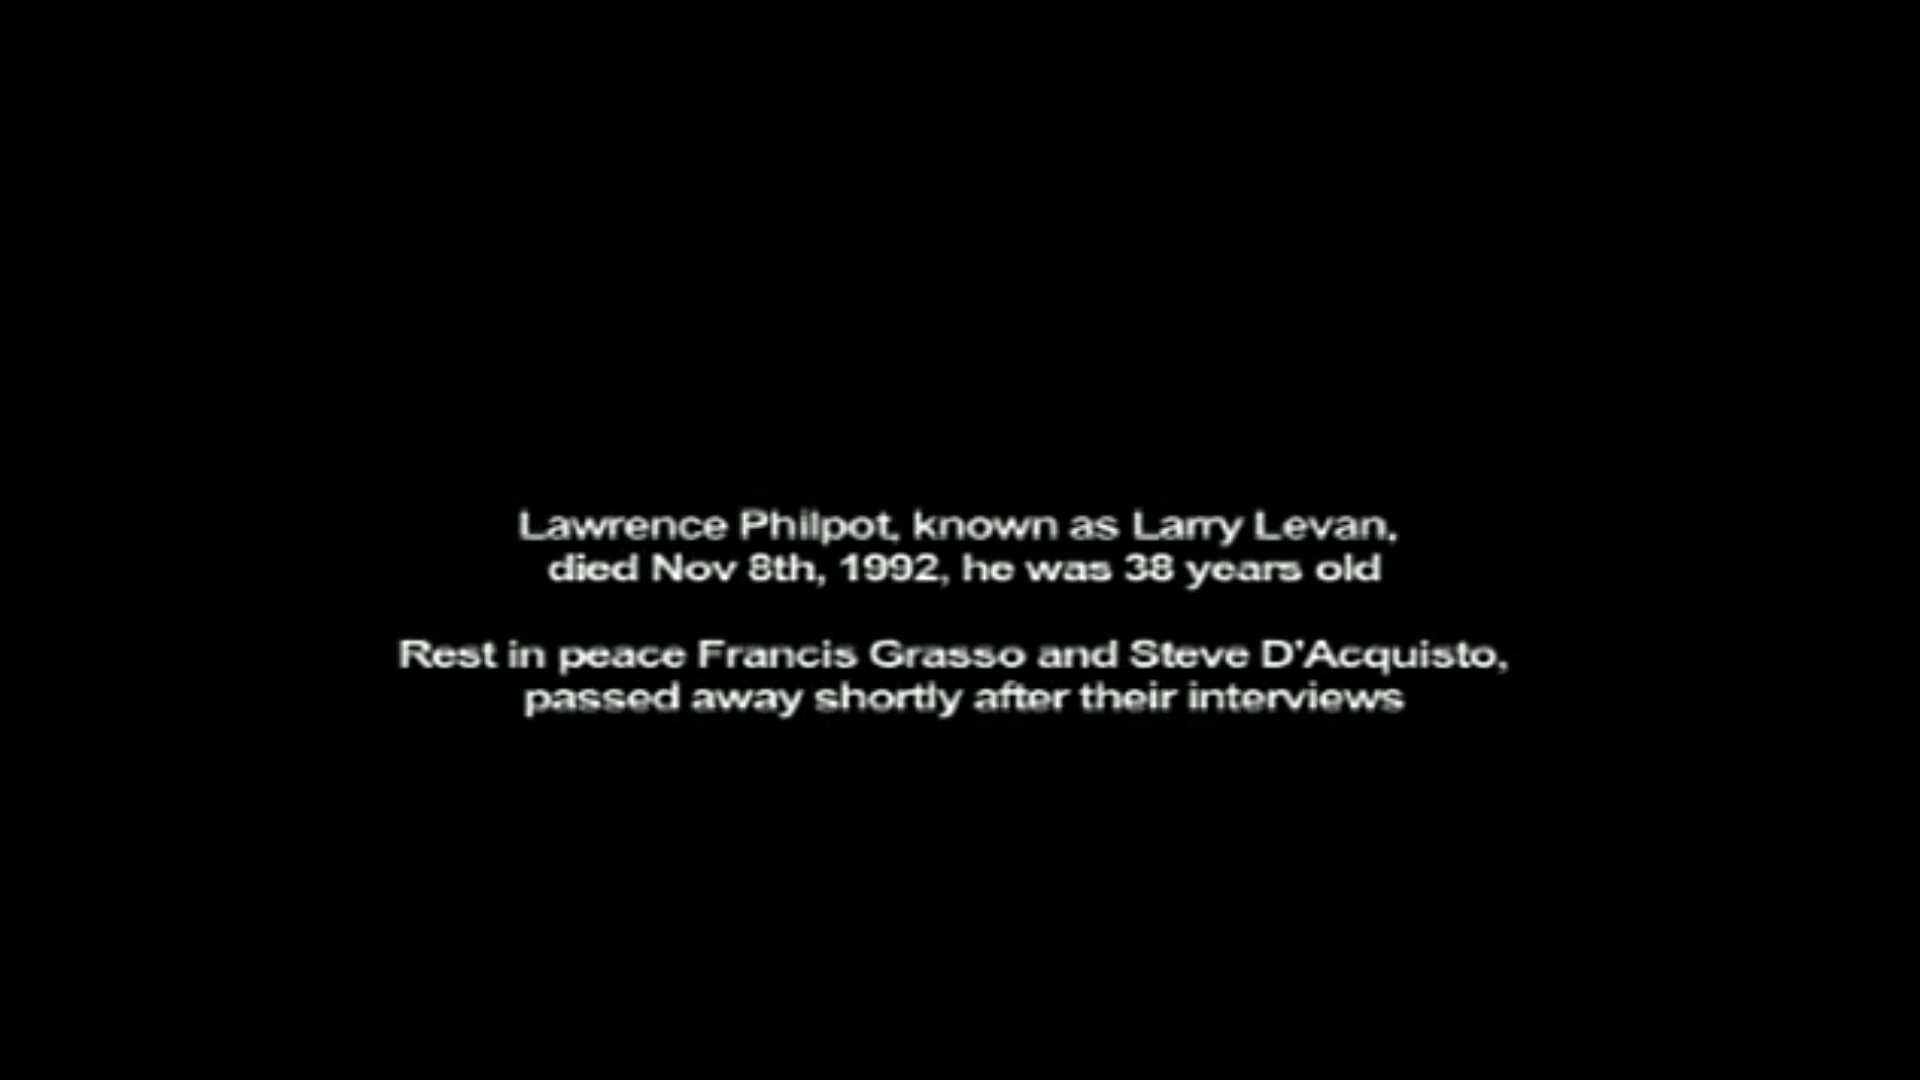 Lawrence Philpot, known as Larry Levan,
died Nov 8th, 1992, he was 38 years old
Rest in peace Francis Grasso and Steve D'Acquisto,
passed away shortly after their interviews